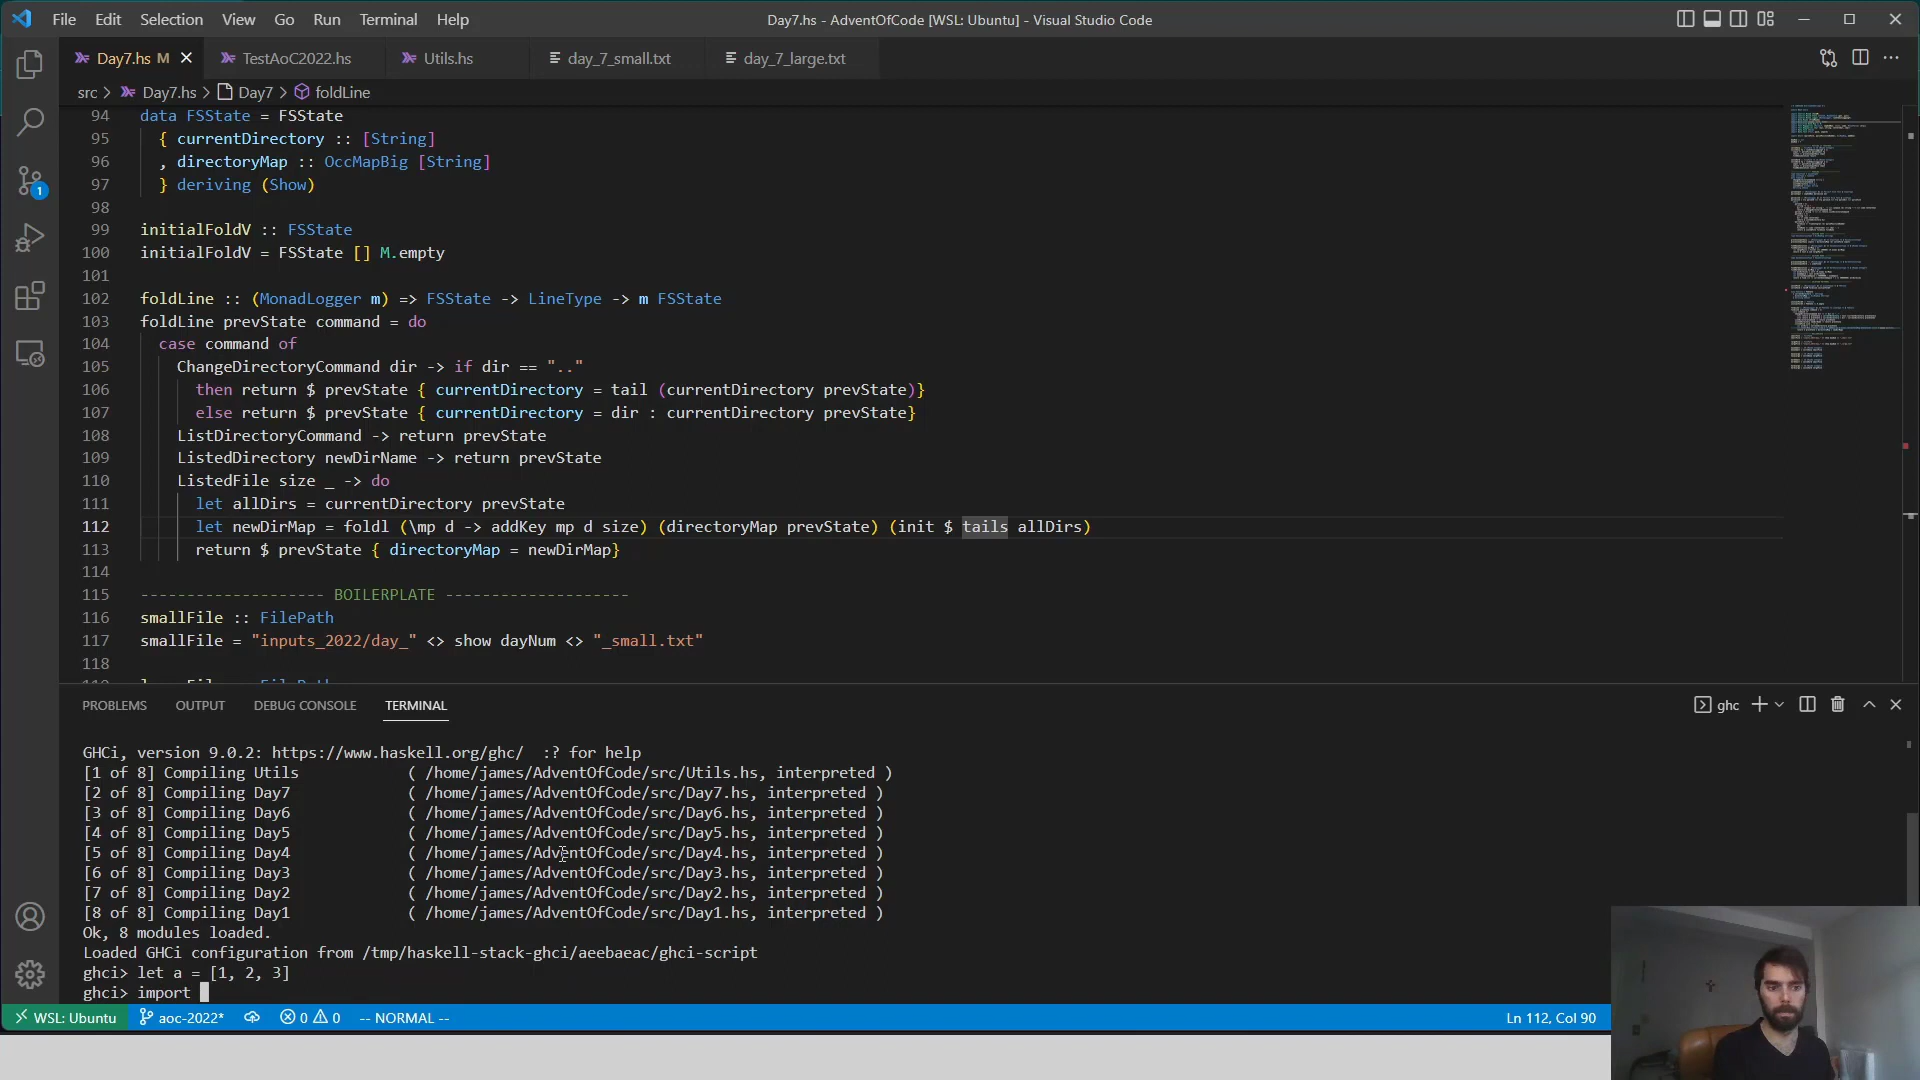 File Edit Selection View Go Run Terminal Help
Day7.hs - AdventOfCode [WSL: Ubuntu] - Visual Studio Code
Day7.hs M
TestAoC2022.hs
Utils.hs
day_7_small.txt
day_7_large.txt
src > Day7.hs > Day7 > foldLine
94 data FSState = FSState
95 { currentDirectory :: [String]
96 , directoryMap :: OccMapBig [String]
97 } deriving (Show)
98
99 initialFoldV :: FSState
100 initialFoldV = FSState [] M.empty
101
102 foldLine :: (MonadLogger m) => FSState -> LineType -> m FSState
103 foldLine prevState command = do
104 case command of
105 ChangeDirectoryCommand dir -> if dir == ".."
106 then return $ prevState { currentDirectory = tail (currentDirectory prevState)}
107 else return $ prevState { currentDirectory = dir : currentDirectory prevState}
108 ListDirectoryCommand -> return prevState
109 ListedDirectory newDirName -> return prevState
110 ListedFile size _ -> do
111 let allDirs = currentDirectory prevState
112 let newDirMap = foldl (\mp d -> addKey mp d size) (directoryMap prevState) (init $ tails allDirs)
113 return $ prevState { directoryMap = newDirMap}
114
115 -------------------- BOILERPLATE --------------------
116 smallFile :: FilePath
117 smallFile = "inputs_2022/day_" <> show dayNum <> "_small.txt"
118
PROBLEMS OUTPUT DEBUG CONSOLE TERMINAL
ghc
GHCi, version 9.0.2: https://www.haskell.org/ghc/ :? for help
[1 of 8] Compiling Utils ( /home/james/AdventOfCode/src/Utils.hs, interpreted )
[2 of 8] Compiling Day7 ( /home/james/AdventOfCode/src/Day7.hs, interpreted )
[3 of 8] Compiling Day6 ( /home/james/AdventOfCode/src/Day6.hs, interpreted )
[4 of 8] Compiling Day5 ( /home/james/AdventOfCode/src/Day5.hs, interpreted )
[5 of 8] Compiling Day4 ( /home/james/AdventOfCode/src/Day4.hs, interpreted )
[6 of 8] Compiling Day3 ( /home/james/AdventOfCode/src/Day3.hs, interpreted )
[7 of 8] Compiling Day2 ( /home/james/AdventOfCode/src/Day2.hs, interpreted )
[8 of 8] Compiling Day1 ( /home/james/AdventOfCode/src/Day1.hs, interpreted )
Ok, 8 modules loaded.
Loaded GHCi configuration from /tmp/haskell-stack-ghci/aeebaeac/ghci-script
ghci> let a = [1, 2, 3]
ghci> import
1
WSL: Ubuntu aoc-2022* 0 0 -- NORMAL -- Ln 112, Col 90